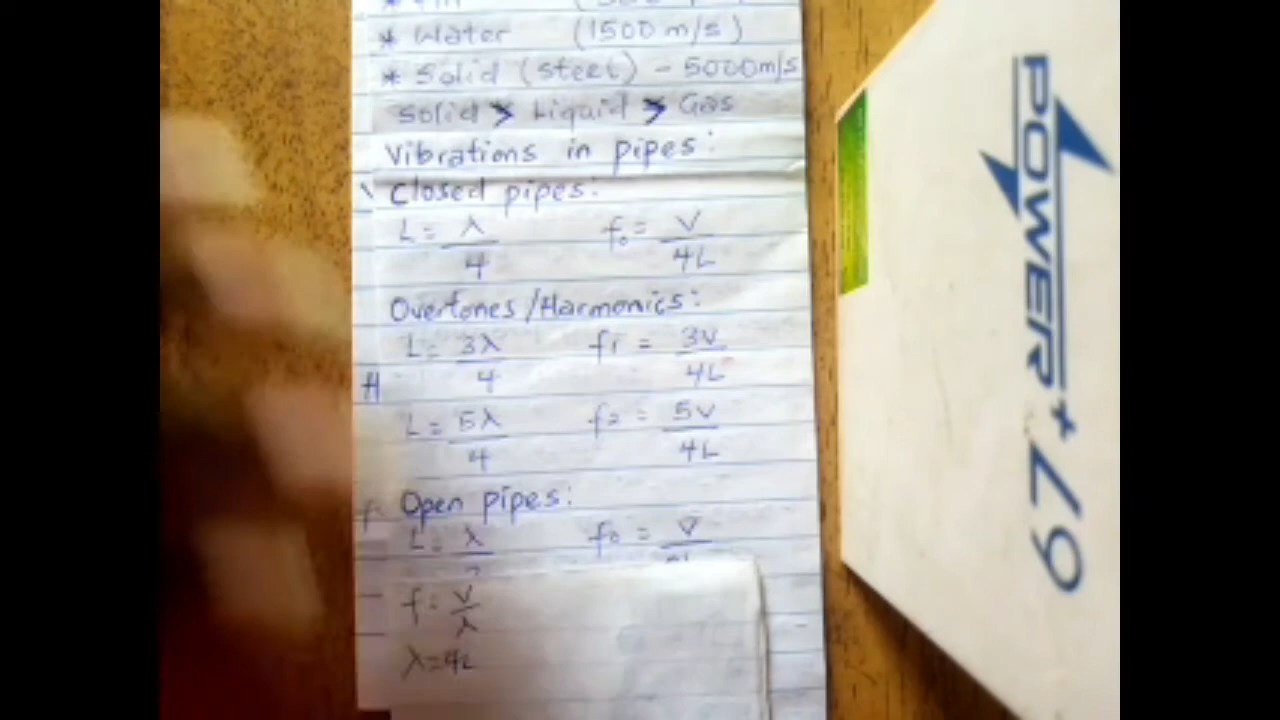 * Water (1500 m/s)
* Solid (steel) - 5000m/s
Solid > Liquid > Gas
Vibrations in pipes:
Closed pipes:
L = λ/4 f₀ = V/4L
Overtones /Harmonics:
L = 3λ/4 f1 = 3V/4L
L = 5λ/4 f2 = 5V/4L
Open pipes:
L = λ f₀ = V
f = V/λ
λ = 4L
POWER+ L9